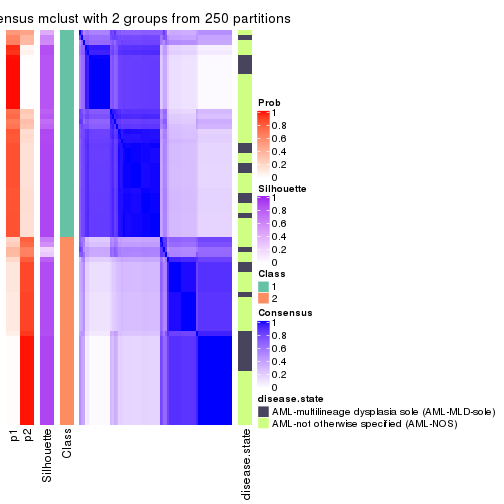 ensus mclust with 2 groups from 250 partitions
Prob
1
0.8
0.6
0.4
0.2
0
Silhouette
1
0.8
0.6
0.4
0.2
0
Class
1
2
Consensus
1
0.8
0.6
0.4
0.2
0
disease.state
AML-multilineage dysplasia sole (AML-MLD-sole)
AML-not otherwise specified (AML-NOS)
p1
p2
Silhouette
Class
disease.state